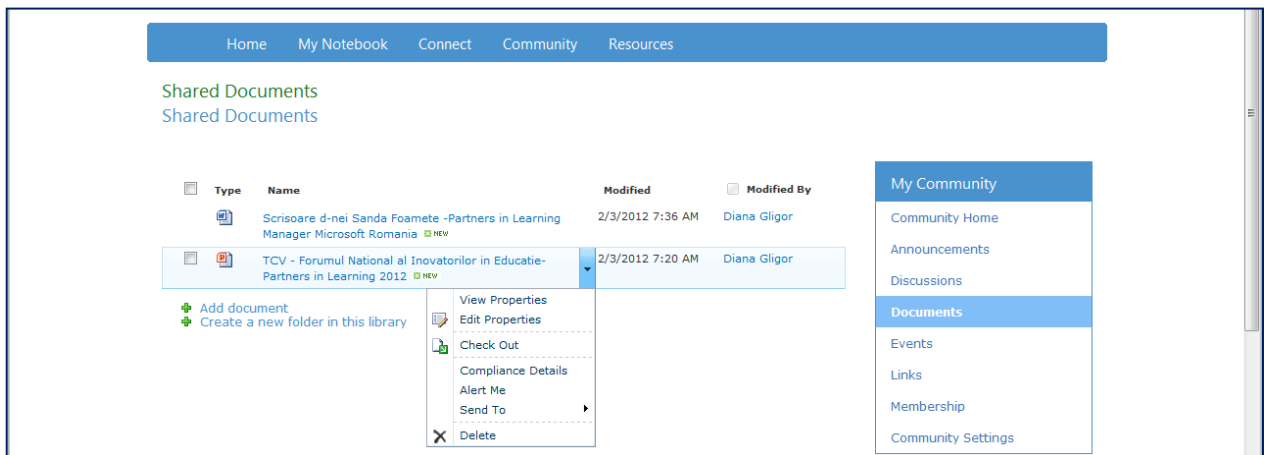 Home My Notebook Connect Community Resources
Shared Documents
Shared Documents
Type Name Modified Modified By
Scrisoare d-nei Sanda Foamete -Partners in Learning 2/3/2012 7:36 AM Diana Gligor
Manager Microsoft Romania NEW
TCV - Forumul National al Inovatorilor in Educatie- 2/3/2012 7:20 AM Diana Gligor
Partners in Learning 2012 NEW
Add document
Create a new folder in this library
View Properties
Edit Properties
Check Out
Compliance Details
Alert Me
Send To
Delete
My Community
Community Home
Announcements
Discussions
Documents
Events
Links
Membership
Community Settings